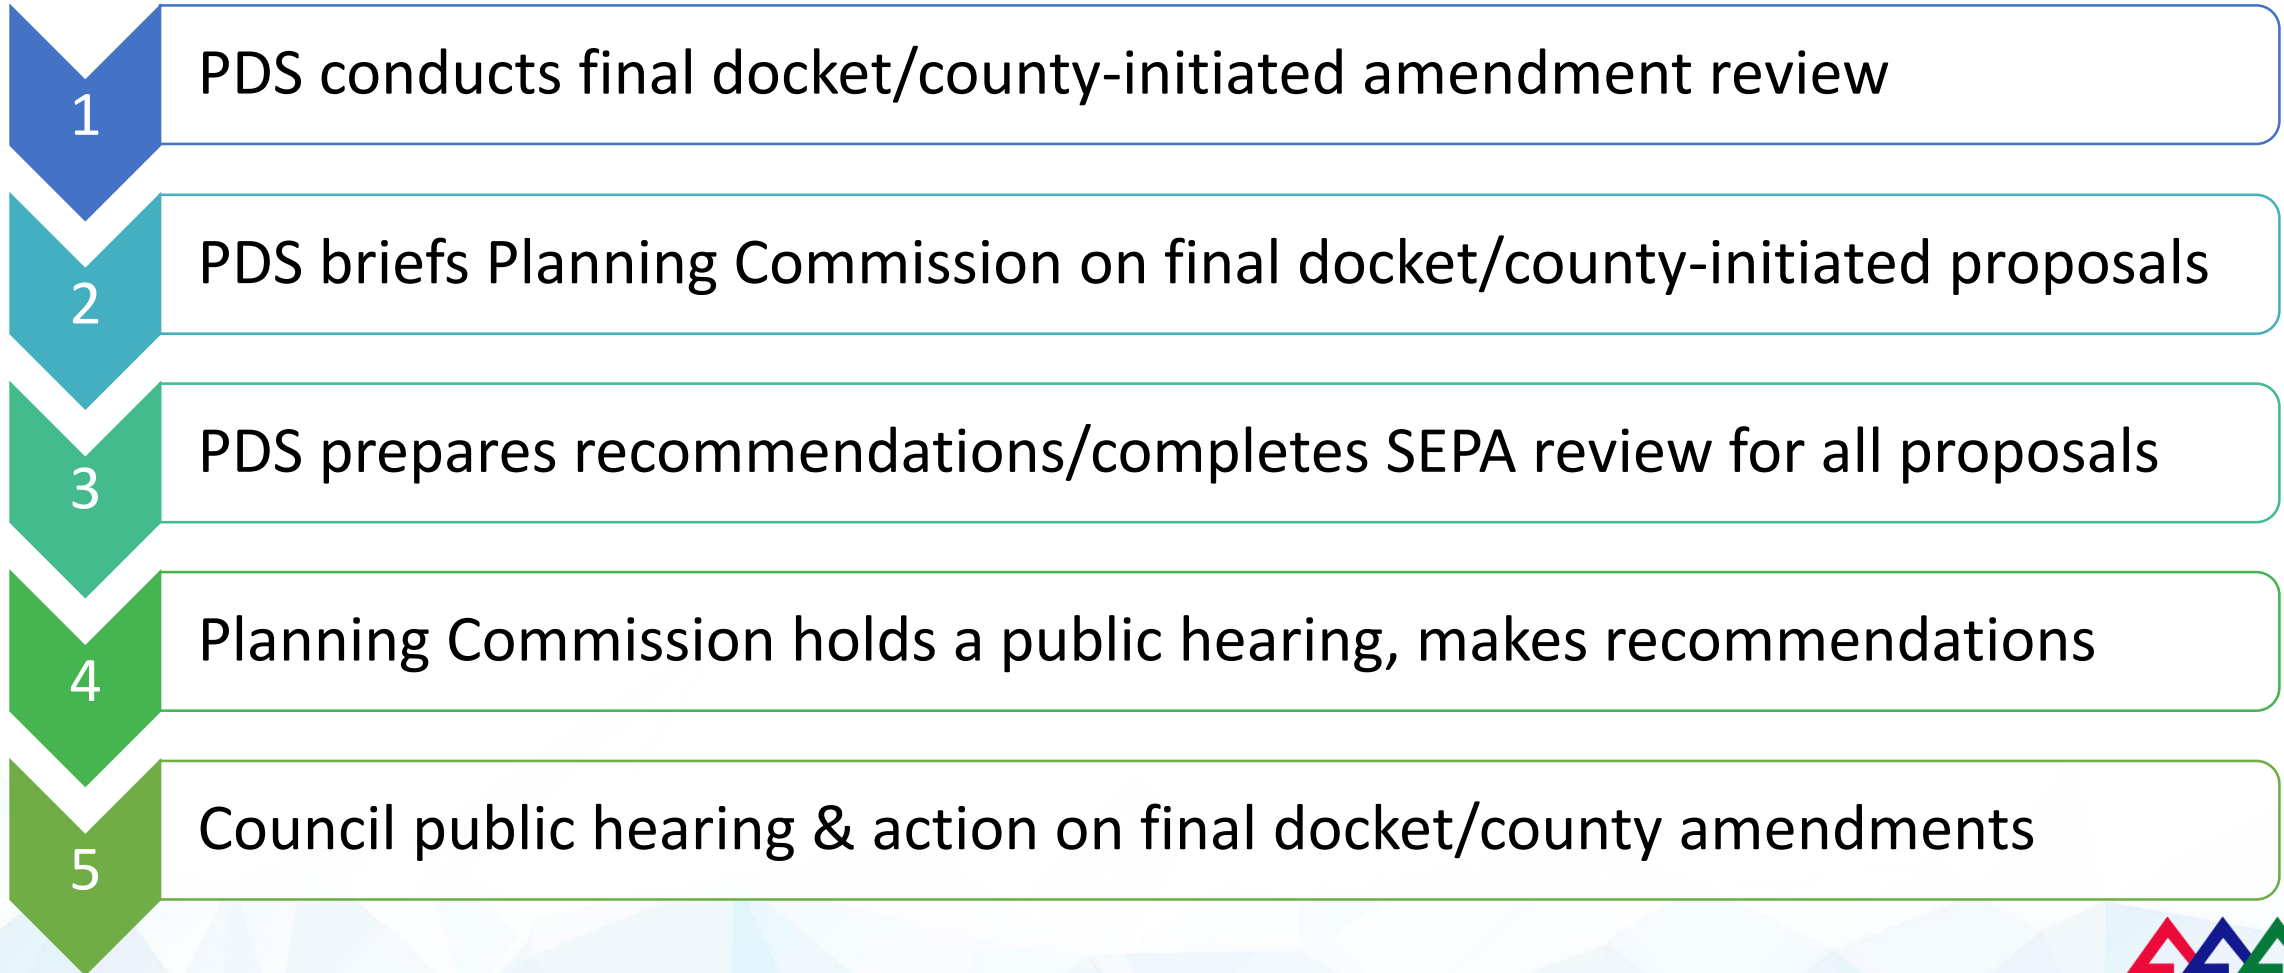 1
PDS conducts final docket/county-initiated amendment review
2
PDS briefs Planning Commission on final docket/county-initiated proposals
3
PDS prepares recommendations/completes SEPA review for all proposals
4
Planning Commission holds a public hearing, makes recommendations
5
Council public hearing & action on final docket/county amendments